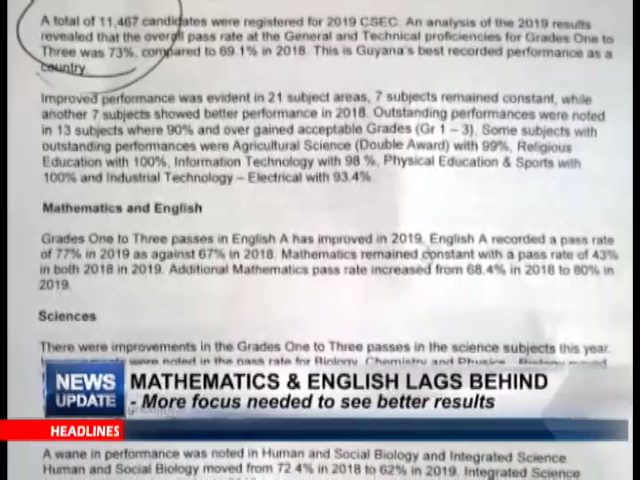 A total of 11,467 candidates were registered for 2019 CSEC. An analysis of the 2019 results
revealed that the overall pass rate at the General and Technical proficiencies for Grades One to
Three was 73%, compared to 69.1% in 2018. This is Guyana's best recorded performance as a
country
Improved performance was evident in 21 subject areas, 7 subjects remained constant, while
another 7 subjects showed better performance in 2018. Outstanding performances were noted
in 13 subjects where 90% and over gained acceptable Grades (Gr 1 – 3). Some subjects with
outstanding performances were Agricultural Science (Double Award) with 99%, Religious
Education with 100%, Information Technology with 98 %, Physical Education & Sports with
100% and Industrial Technology – Electrical with 93.4%.
Mathematics and English
Grades One to Three passes in English A has improved in 2019. English A recorded a pass rate
of 77% in 2019 as against 67% in 2018. Mathematics remained constant with a pass rate of 43%
in both 2018 in 2019. Additional Mathematics pass rate increased from 68.4% in 2018 to 80% in
2019.
Sciences
There were improvements in the Grades One to Three passes in the science subjects this year.
were noted in the pass rate for Biology, Chemistry and Physics.
NEWS UPDATE
MATHEMATICS & ENGLISH LAGS BEHIND
- More focus needed to see better results
HEADLINES
A wane in performance was noted in Human and Social Biology and Integrated Science.
Human and Social Biology moved from 72.4% in 2018 to 62% in 2019. Integrated Science